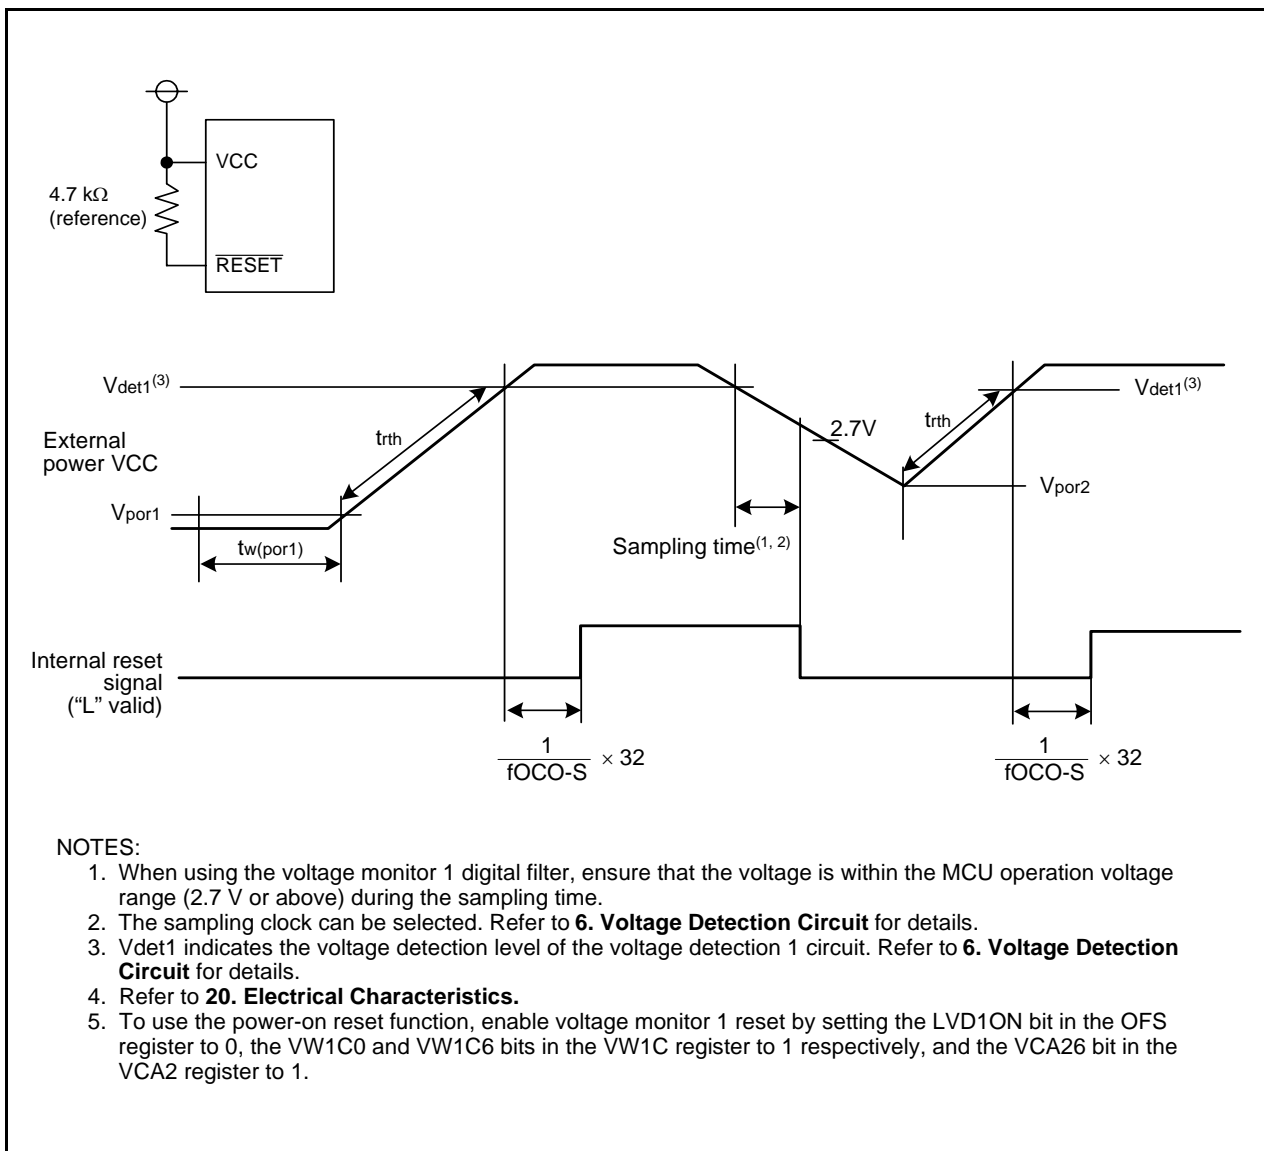 VCC
4.7 kΩ
(reference)
RESET
Vdet1(3)
Vdet1(3)
trth
trth
2.7V
External
power VCC
Vpor2
Vpor1
tw(por1)
Sampling time(1, 2)
Internal reset
signal
(“L” valid)
1
fOCO-S
× 32
1
fOCO-S
× 32
NOTES:
1. When using the voltage monitor 1 digital filter, ensure that the voltage is within the MCU operation voltage
range (2.7 V or above) during the sampling time.
2. The sampling clock can be selected. Refer to 6. Voltage Detection Circuit for details.
3. Vdet1 indicates the voltage detection level of the voltage detection 1 circuit. Refer to 6. Voltage Detection
Circuit for details.
4. Refer to 20. Electrical Characteristics.
5. To use the power-on reset function, enable voltage monitor 1 reset by setting the LVD1ON bit in the OFS
register to 0, the VW1C0 and VW1C6 bits in the VW1C register to 1 respectively, and the VCA26 bit in the
VCA2 register to 1.